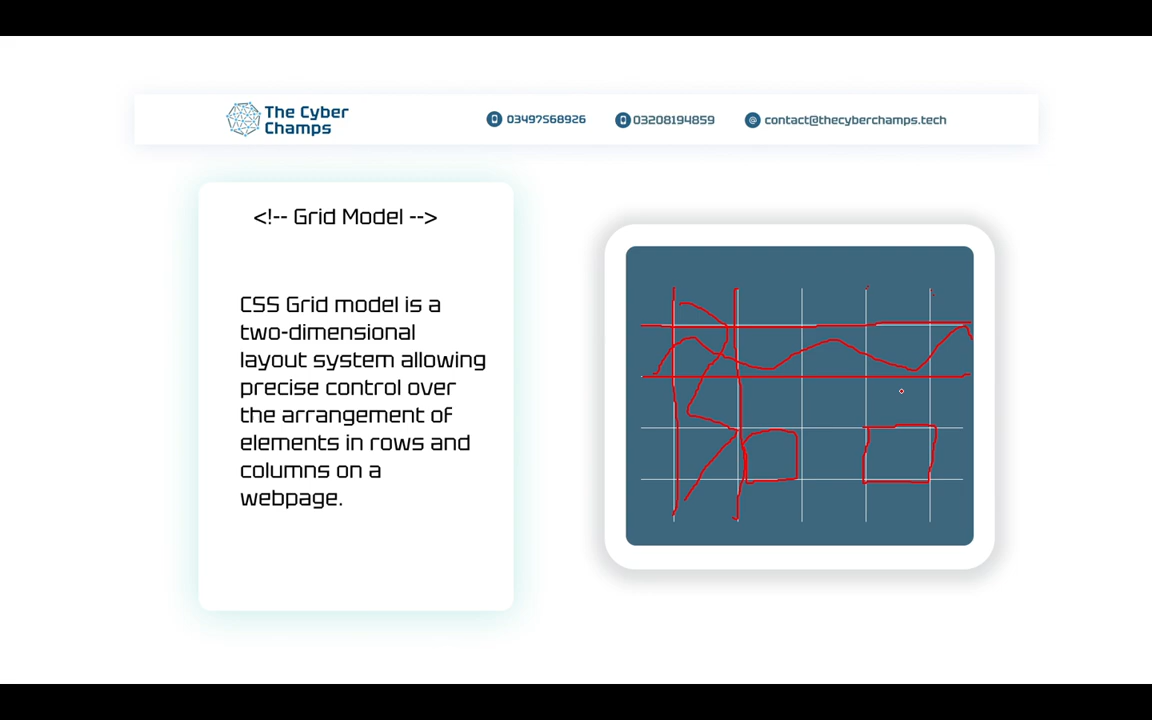 The Cyber
Champs
03497568926
03208194859
contact@thecyberchamps.tech
<!-- Grid Model -->
CSS Grid model is a
two-dimensional
layout system allowing
precise control over
the arrangement of
elements in rows and
columns on a
webpage.